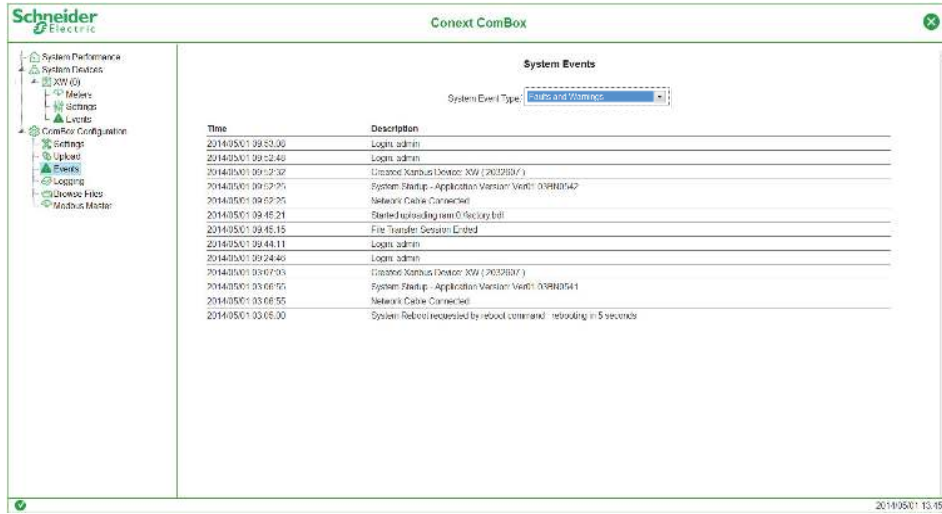 Schneider
Electric
Conext ComBox
System Performance
System Devices
XW (0)
Meters
Settings
Events
ComBox Configuration
Settings
Upload
Events
Logging
Browse Files
Modbus Master
System Events
System Event Type: Faults and Warnings
Time Description
2014/05/01 09:53:08 Login: admin
2014/05/01 09:52:48 Login: admin
2014/05/01 09:52:32 Created Xanbus Device: XW ( 2032607 )
2014/05/01 09:52:25 System Startup - Application Version: Ver01.03BN0542
2014/05/01 09:52:25 Network Cable Connected
2014/05/01 09:45:21 Started uploading ram:0/factory.bdl
2014/05/01 09:45:15 File Transfer Session Ended
2014/05/01 09:44:11 Login: admin
2014/05/01 09:24:46 Login: admin
2014/05/01 03:07:03 Created Xanbus Device: XW ( 2032607 )
2014/05/01 03:06:55 System Startup - Application Version: Ver01.03BN0541
2014/05/01 03:06:55 Network Cable Connected
2014/05/01 03:05:00 System Reboot requested by reboot command - rebooting in 5 seconds
2014/05/01 13:45